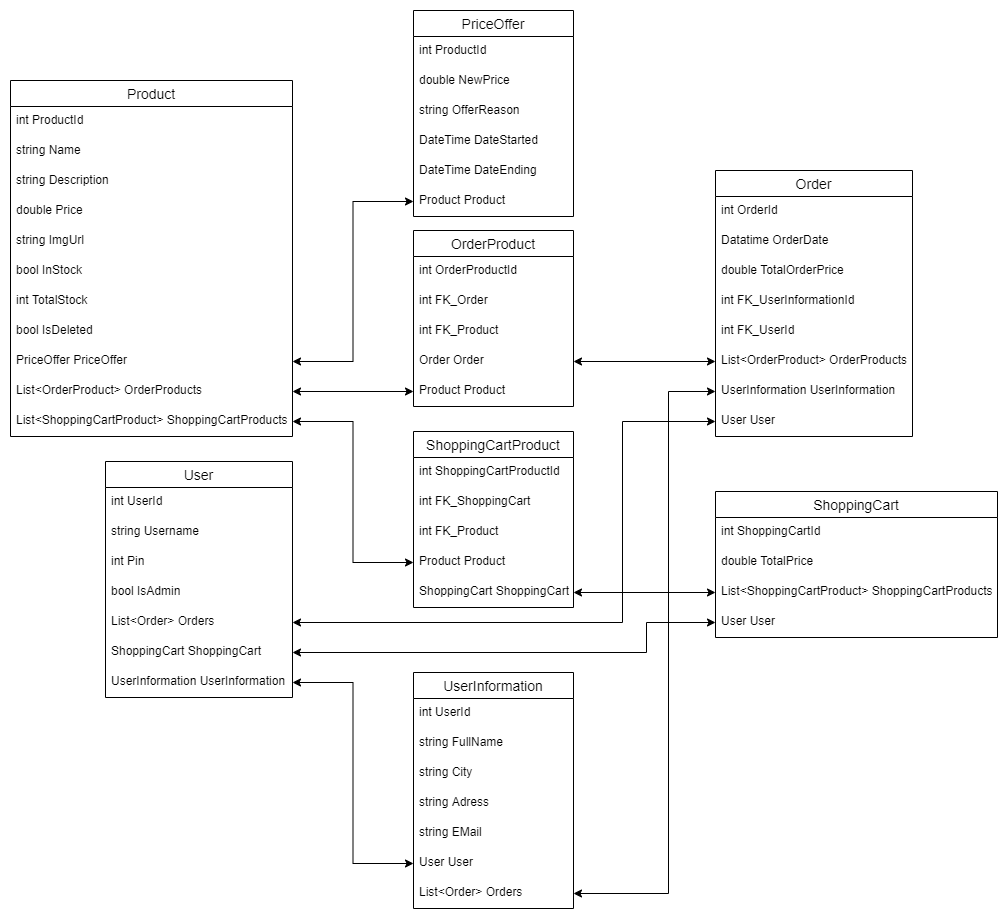 PriceOffer
int ProductId
double NewPrice
string OfferReason
DateTime DateStarted
DateTime DateEnding
Product Product
Product
int ProductId
string Name
string Description
double Price
string ImgUrl
bool InStock
int TotalStock
bool IsDeleted
PriceOffer PriceOffer
List<OrderProduct> OrderProducts
List<ShoppingCartProduct> ShoppingCartProducts
OrderProduct
int OrderProductId
int FK_Order
int FK_Product
Order Order
Product Product
Order
int OrderId
Datatime OrderDate
double TotalOrderPrice
int FK_UserInformationId
int FK_UserId
List<OrderProduct> OrderProducts
UserInformation UserInformation
User User
ShoppingCartProduct
int ShoppingCartProductId
int FK_ShoppingCart
int FK_Product
Product Product
ShoppingCart ShoppingCart
User
int UserId
string Username
int Pin
bool IsAdmin
List<Order> Orders
ShoppingCart ShoppingCart
UserInformation UserInformation
ShoppingCart
int ShoppingCartId
double TotalPrice
List<ShoppingCartProduct> ShoppingCartProducts
User User
UserInformation
int UserId
string FullName
string City
string Adress
string EMail
User User
List<Order> Orders